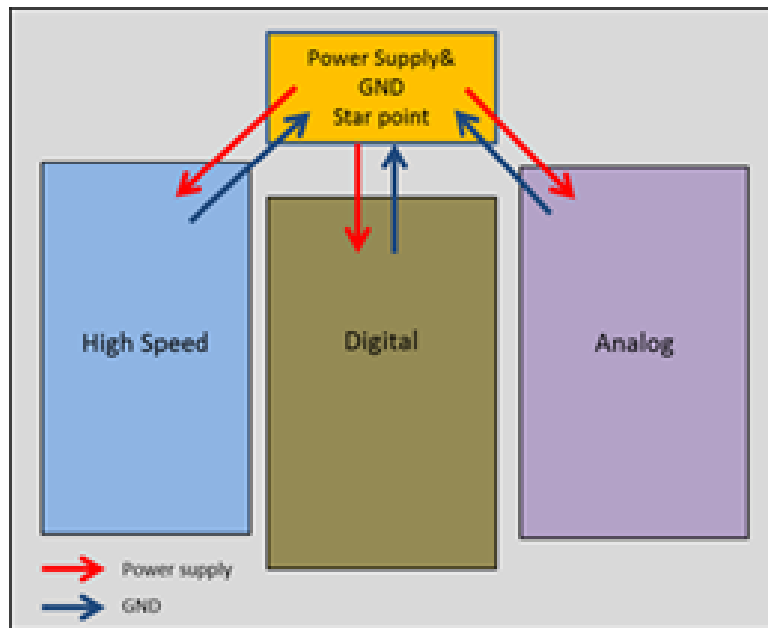 Power Supply&
GND
Star point
High Speed
Digital
Analog
Power supply
GND